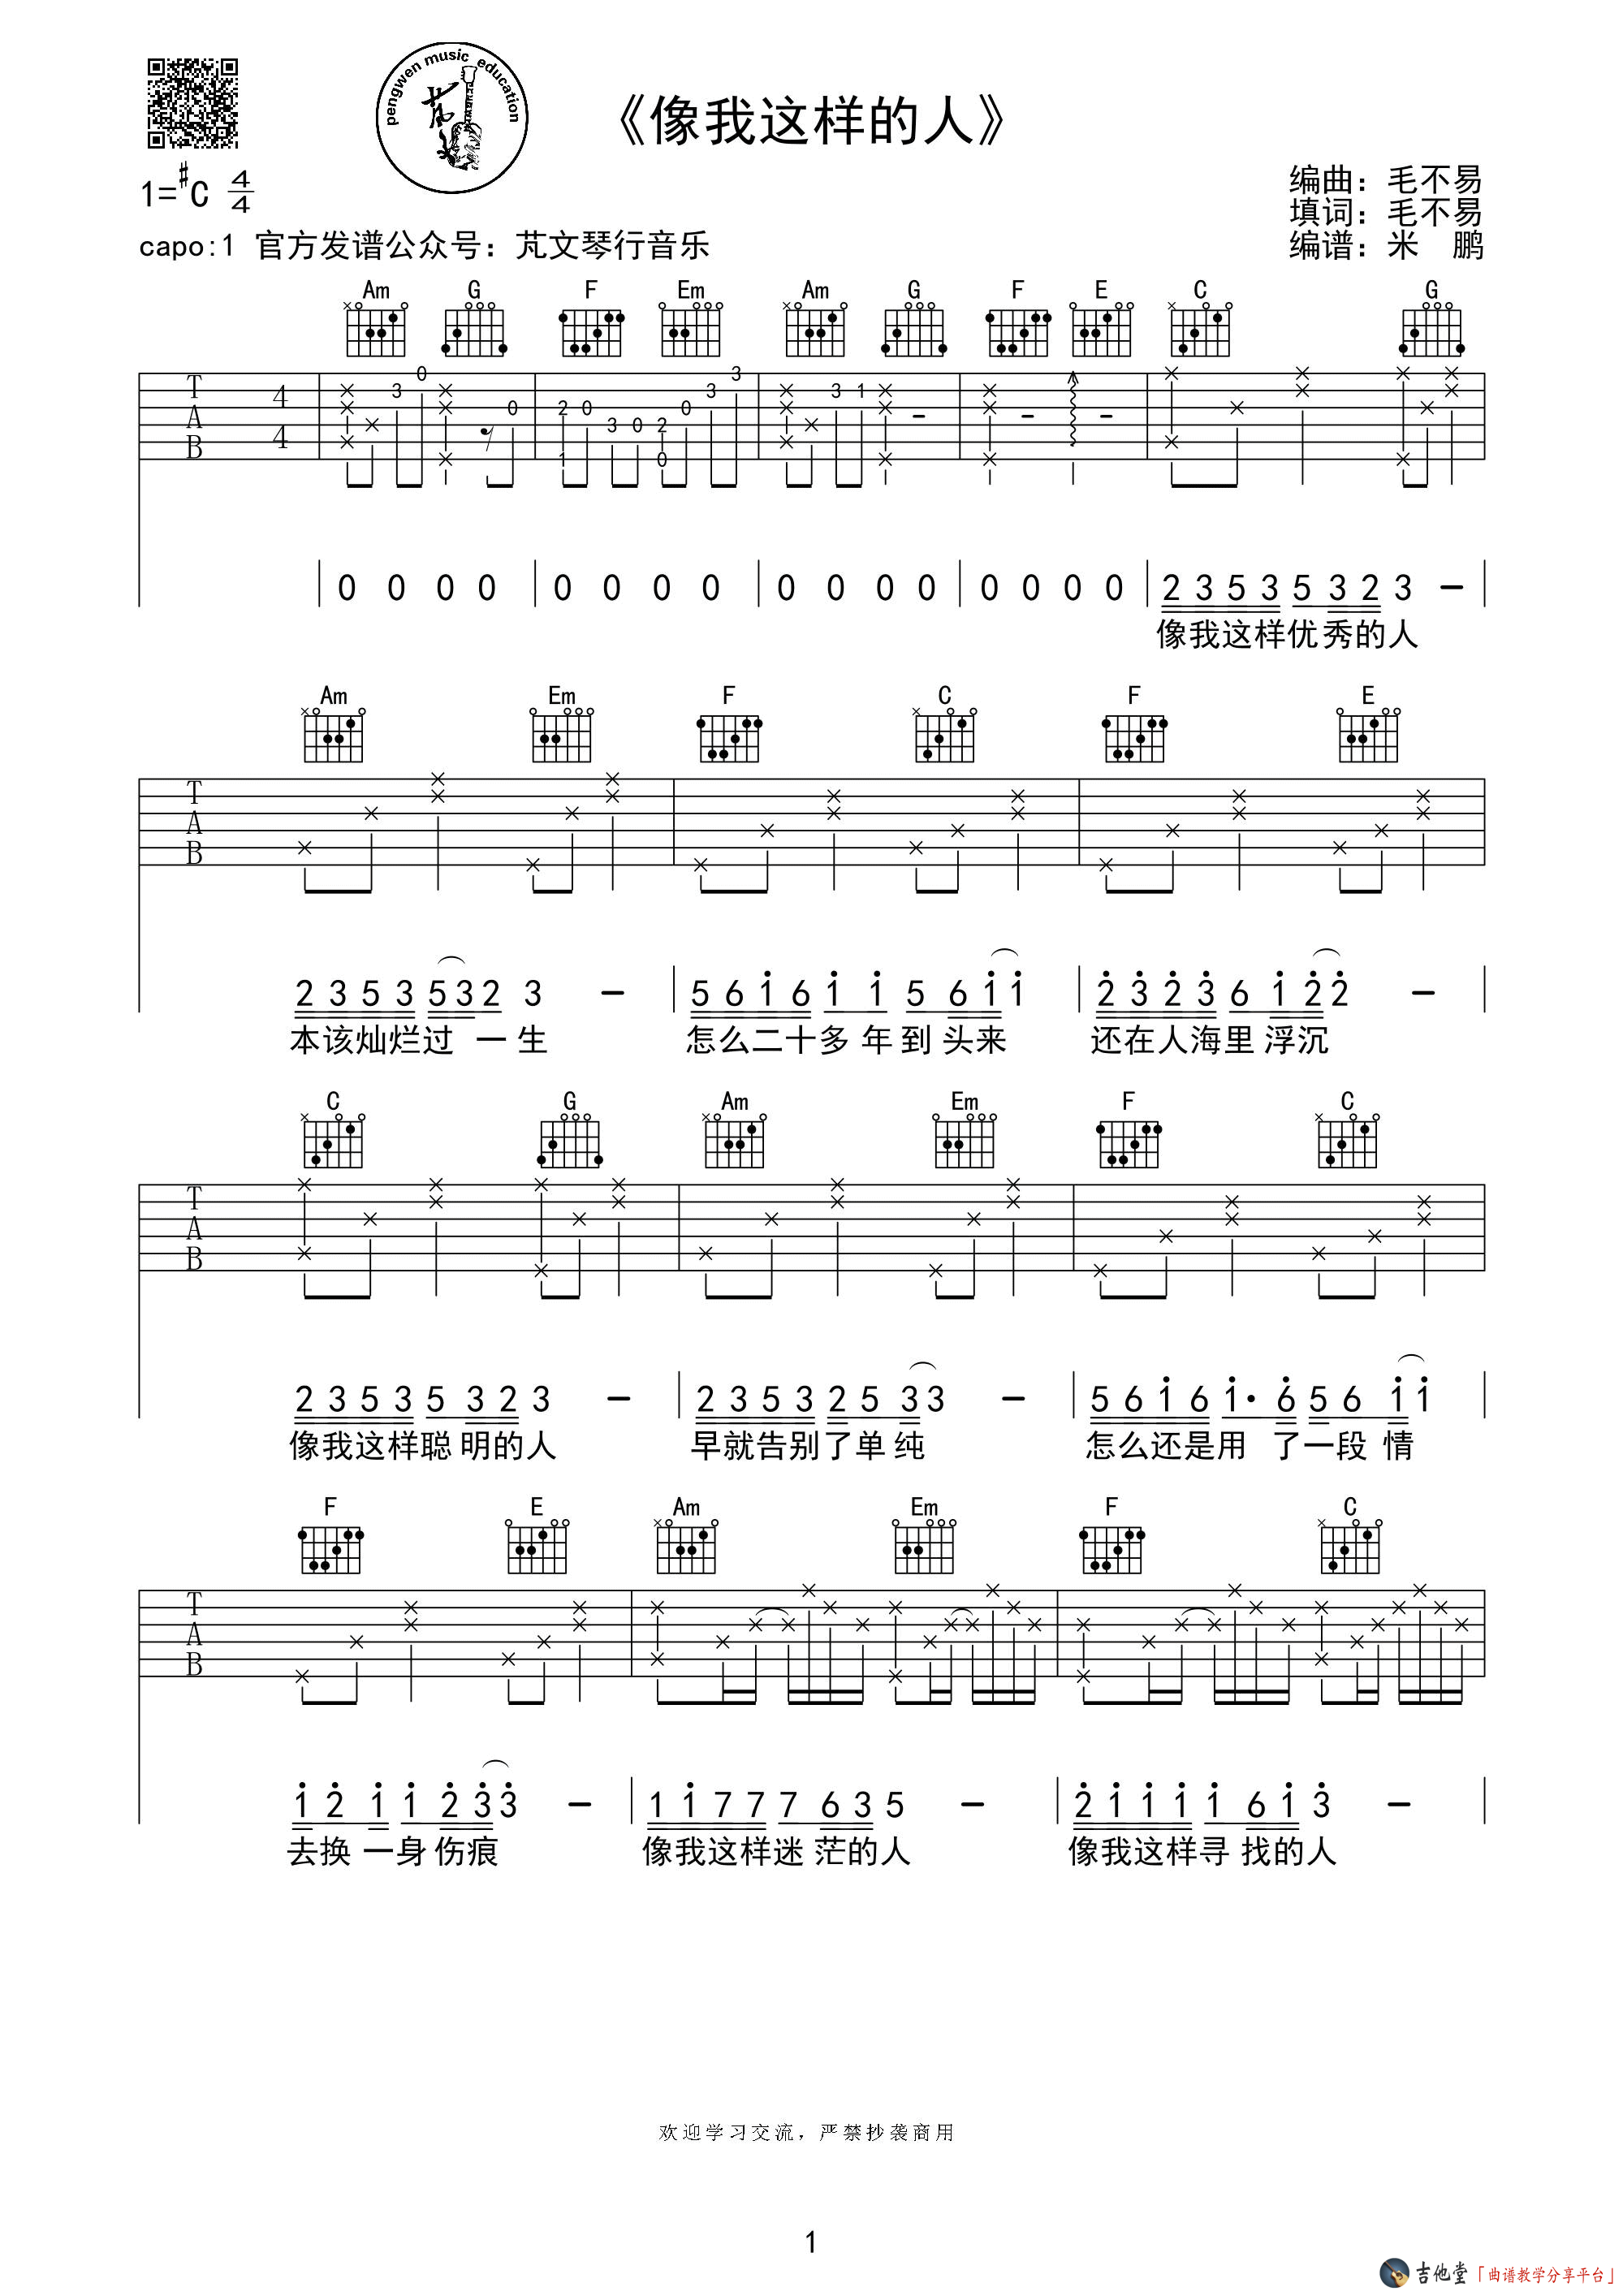 pengwen music education
《像我这样的人》
1=#C 4/4
编曲：毛不易
填词：毛不易
编谱：米 鹏
capo:1 官方发谱公众号：芃文琴行音乐
Am G F Em Am G F E C G
T A B 4 4
3 0 0 2 0 3 0 2 0 3 3 3 1
1 0
0 0 0 0 0 0 0 0 0 0 0 0 0 0 0 0 2 3 5 3 5 3 2 3 -
像我这样优秀的人
Am Em F C F E
T A B
2 3 5 3 5 3 2 3 - 5 6 1 6 1 1 5 6 1 1 2 3 2 3 6 1 2 2 -
本该灿烂过 一 生 怎么二十多 年 到 头来 还在人海里 浮沉
C G Am Em F C
T A B
2 3 5 3 5 3 2 3 - 2 3 5 3 2 5 3 3 - 5 6 1 6 1· 6 5 6 1 1
像我这样聪 明的人 早就告别了单纯 怎么还是用 了一段 情
F E Am Em F C
T A B
1 2 1 1 2 3 3 - 1 1 7 7 7 6 3 5 - 2 1 1 1 1 6 1 3 -
去换 一身 伤痕 像我这样迷 茫的人 像我这样寻 找的人
欢迎学习交流，严禁抄袭商用
1
吉他堂「曲谱教学分享平台」